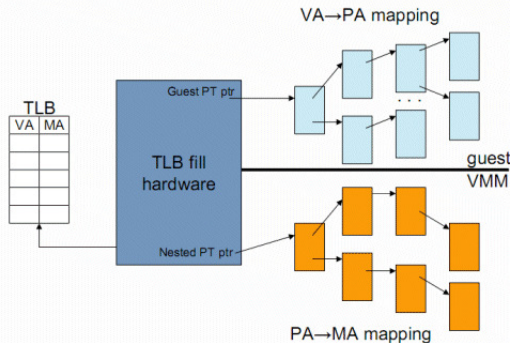 VA→PA mapping
Guest PT ptr
TLB
VA MA
TLB fill
hardware
. . .
guest
VMM
Nested PT ptr
PA→MA mapping